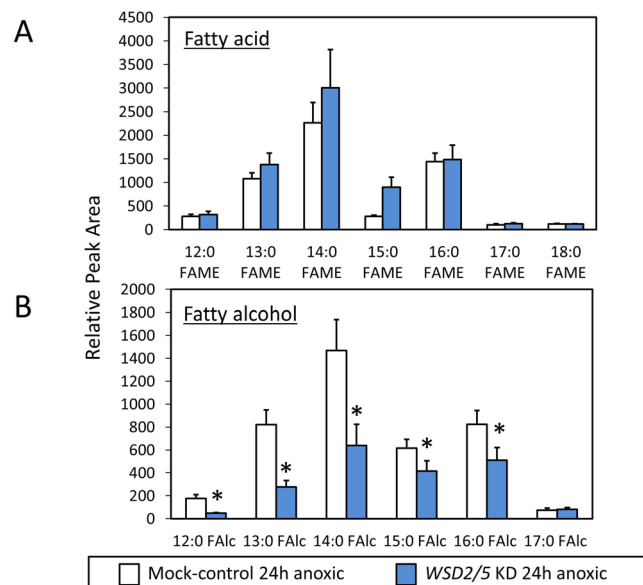 A
Fatty acid
4500
4000
3500
3000
2500
2000
1500
1000
500
0
12:0 13:0 14:0 15:0 16:0 17:0 18:0
FAME FAME FAME FAME FAME FAME FAME
Relative Peak Area
B
Fatty alcohol
2000
1800
1600
1400
1200
1000
800
600
400
200
0
* * * * *
12:0 FAlc 13:0 FAlc 14:0 FAlc 15:0 FAlc 16:0 FAlc 17:0 FAlc
Mock-control 24h anoxic WSD2/5 KD 24h anoxic